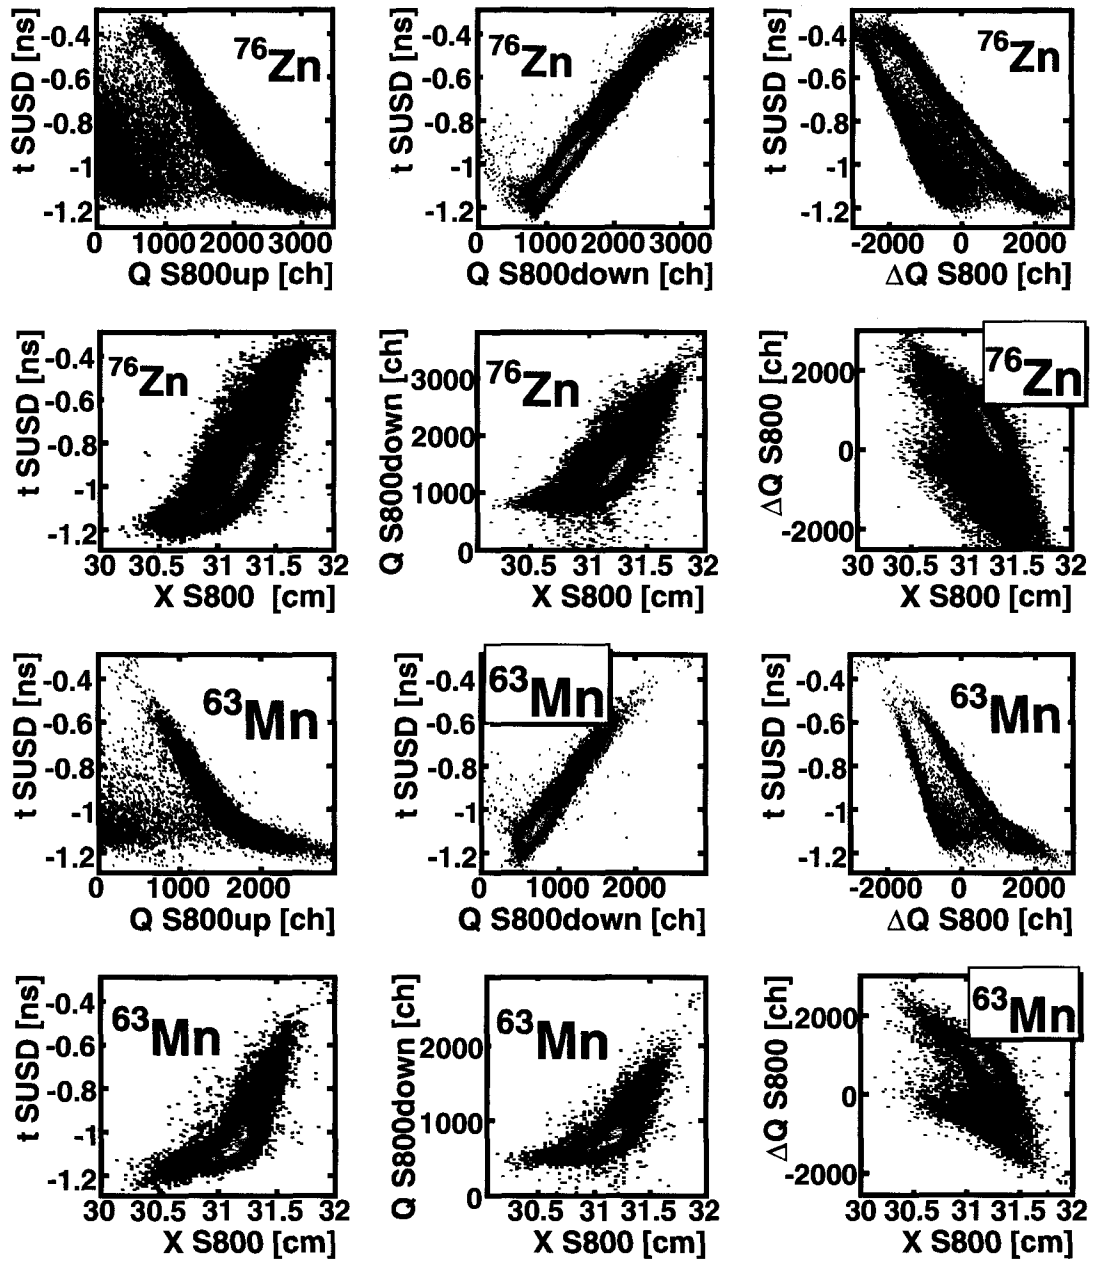 t SUSD [ns]
-0.4
-0.6
-0.8
-1
-1.2
76Zn
0 1000 2000 3000
Q S800up [ch]
t SUSD [ns]
-0.4
-0.6
-0.8
-1
-1.2
76Zn
0 1000 2000 3000
Q S800down [ch]
t SUSD [ns]
-0.4
-0.6
-0.8
-1
-1.2
76Zn
-2000 0 2000
ΔQ S800 [ch]
t SUSD [ns]
-0.4
-0.6
-0.8
-1
-1.2
76Zn
30 30.5 31 31.5 32
X S800 [cm]
Q S800down [ch]
3000
2000
1000
0
76Zn
30.5 31 31.5 32
X S800 [cm]
ΔQ S800 [ch]
2000
0
-2000
76Zn
30 30.5 31 31.5 32
X S800 [cm]
t SUSD [ns]
-0.4
-0.6
-0.8
-1
-1.2
63Mn
0 1000 2000
Q S800up [ch]
t SUSD [ns]
-0.4
-0.6
-0.8
-1
-1.2
63Mn
0 1000 2000
Q S800down [ch]
t SUSD [ns]
-0.4
-0.6
-0.8
-1
-1.2
63Mn
-2000 0 2000
ΔQ S800 [ch]
t SUSD [ns]
-0.4
-0.6
-0.8
-1
-1.2
63Mn
30 30.5 31 31.5 32
X S800 [cm]
Q S800down [ch]
2000
1000
0
63Mn
30.5 31 31.5 32
X S800 [cm]
ΔQ S800 [ch]
2000
0
-2000
63Mn
30 30.5 31 31.5 32
X S800 [cm]